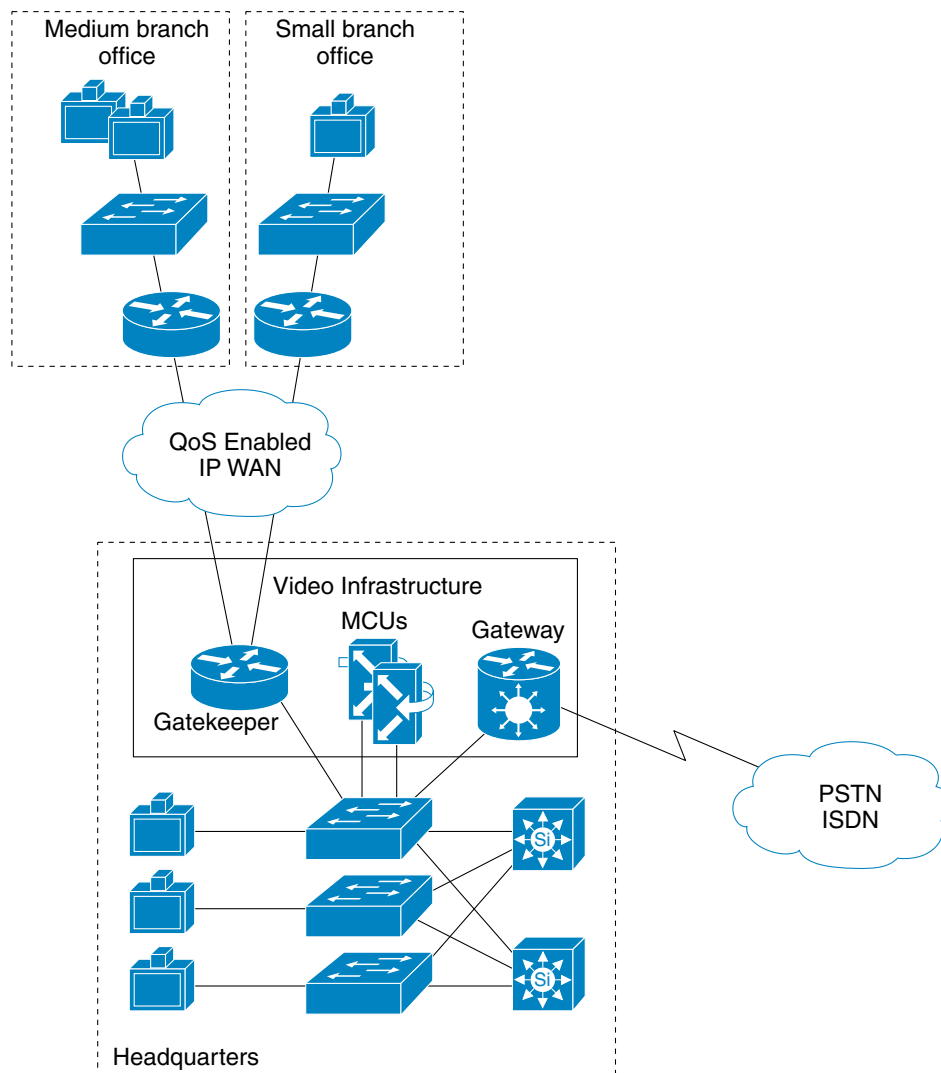 Medium branch
office
Small branch
office
QoS Enabled
IP WAN
Video Infrastructure
MCUs
Gateway
Gatekeeper
PSTN
ISDN
Si
Si
Headquarters